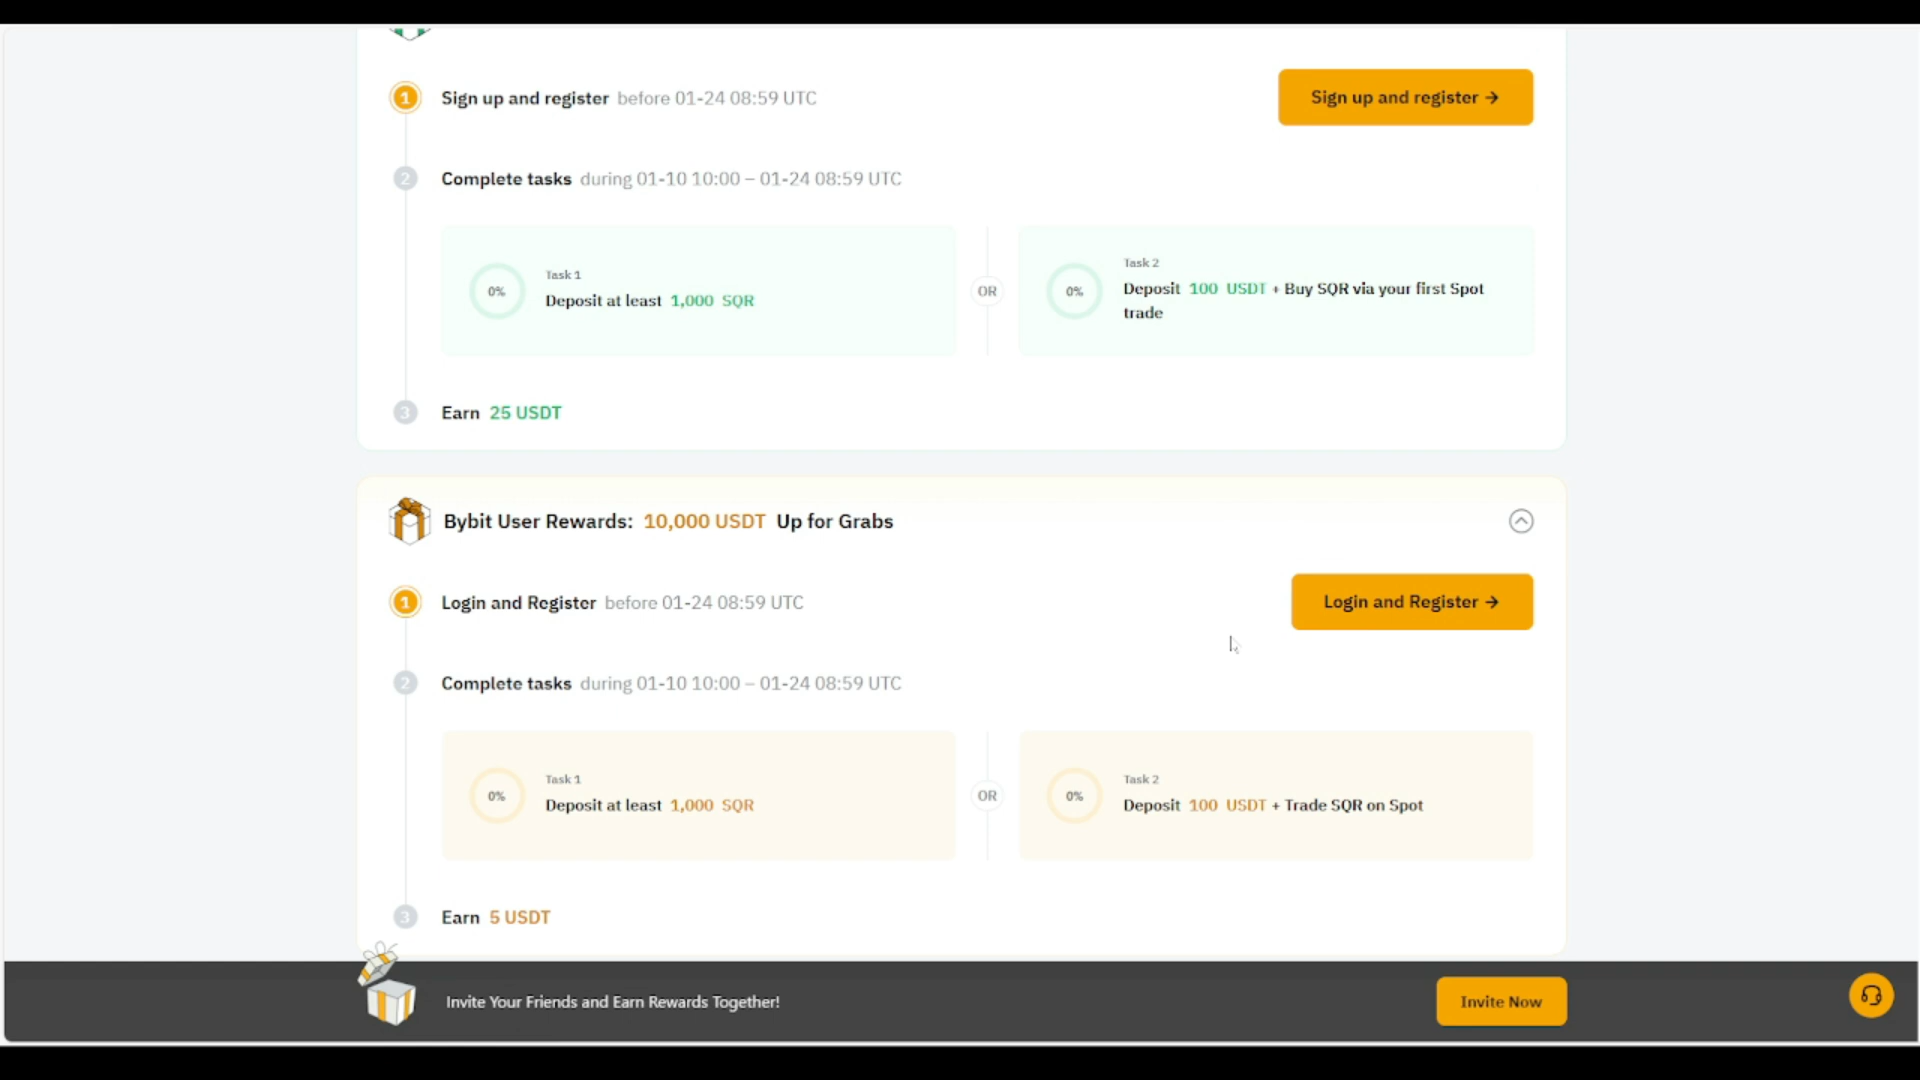 1 Sign up and register before 01-24 08:59 UTC
Sign up and register →
2 Complete tasks during 01-10 10:00 – 01-24 08:59 UTC
0%
Task 1
Deposit at least 1,000 SQR
OR
0%
Task 2
Deposit 100 USDT + Buy SQR via your first Spot
trade
3 Earn 25 USDT
Bybit User Rewards: 10,000 USDT Up for Grabs
1 Login and Register before 01-24 08:59 UTC
Login and Register →
2 Complete tasks during 01-10 10:00 – 01-24 08:59 UTC
0%
Task 1
Deposit at least 1,000 SQR
OR
0%
Task 2
Deposit 100 USDT + Trade SQR on Spot
3 Earn 5 USDT
Invite Your Friends and Earn Rewards Together!
Invite Now